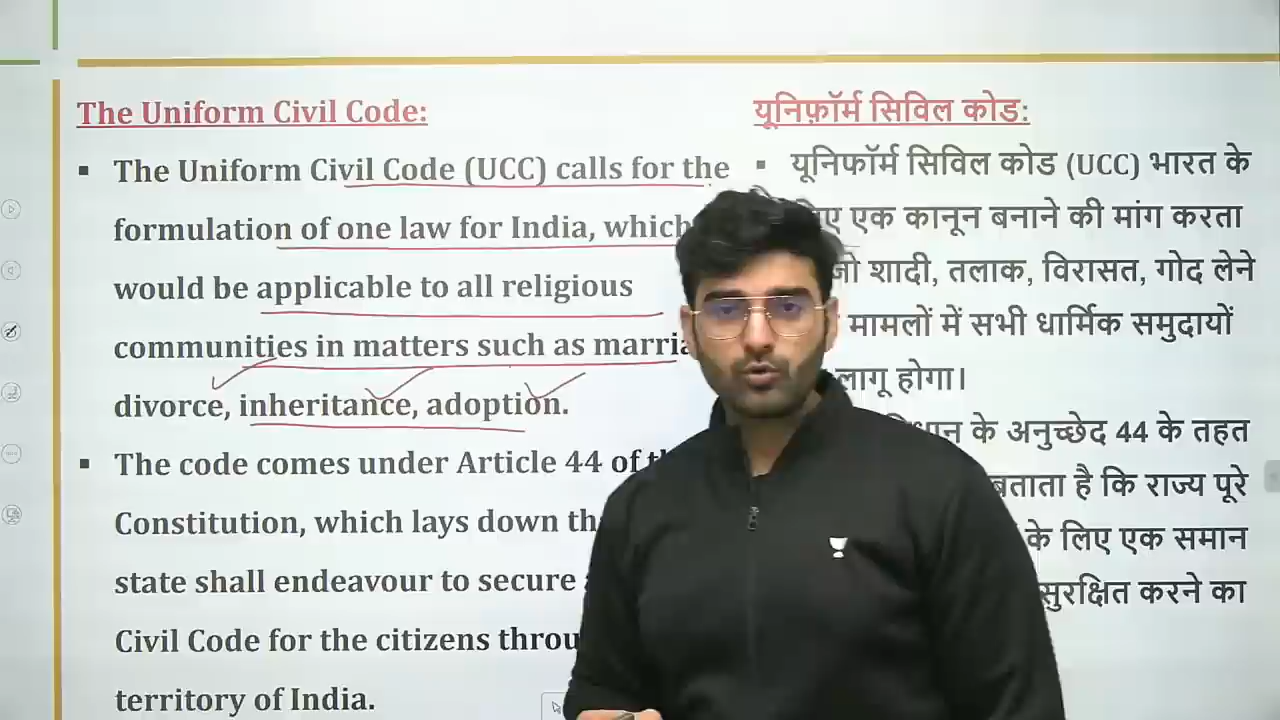 The Uniform Civil Code:
▪ The Uniform Civil Code (UCC) calls for the
formulation of one law for India, which
would be applicable to all religious
communities in matters such as
divorce, inheritance, adoption.
▪ The code comes under Article 44 of
Constitution, which lays down
state shall endeavour to secure
Civil Code for the citizens
territory of India.
यूनिफ़ॉर्म सिविल कोड:
▪ यूनिफॉर्म सिविल कोड (UCC) भारत के
एक कानून बनाने की मांग करता
शादी, तलाक, विरासत, गोद लेने
मामलों में सभी धार्मिक समुदायों
लागू होगा।
के अनुच्छेद 44 के तहत
बताता है कि राज्य पूरे
के लिए एक समान
सुरक्षित करने का